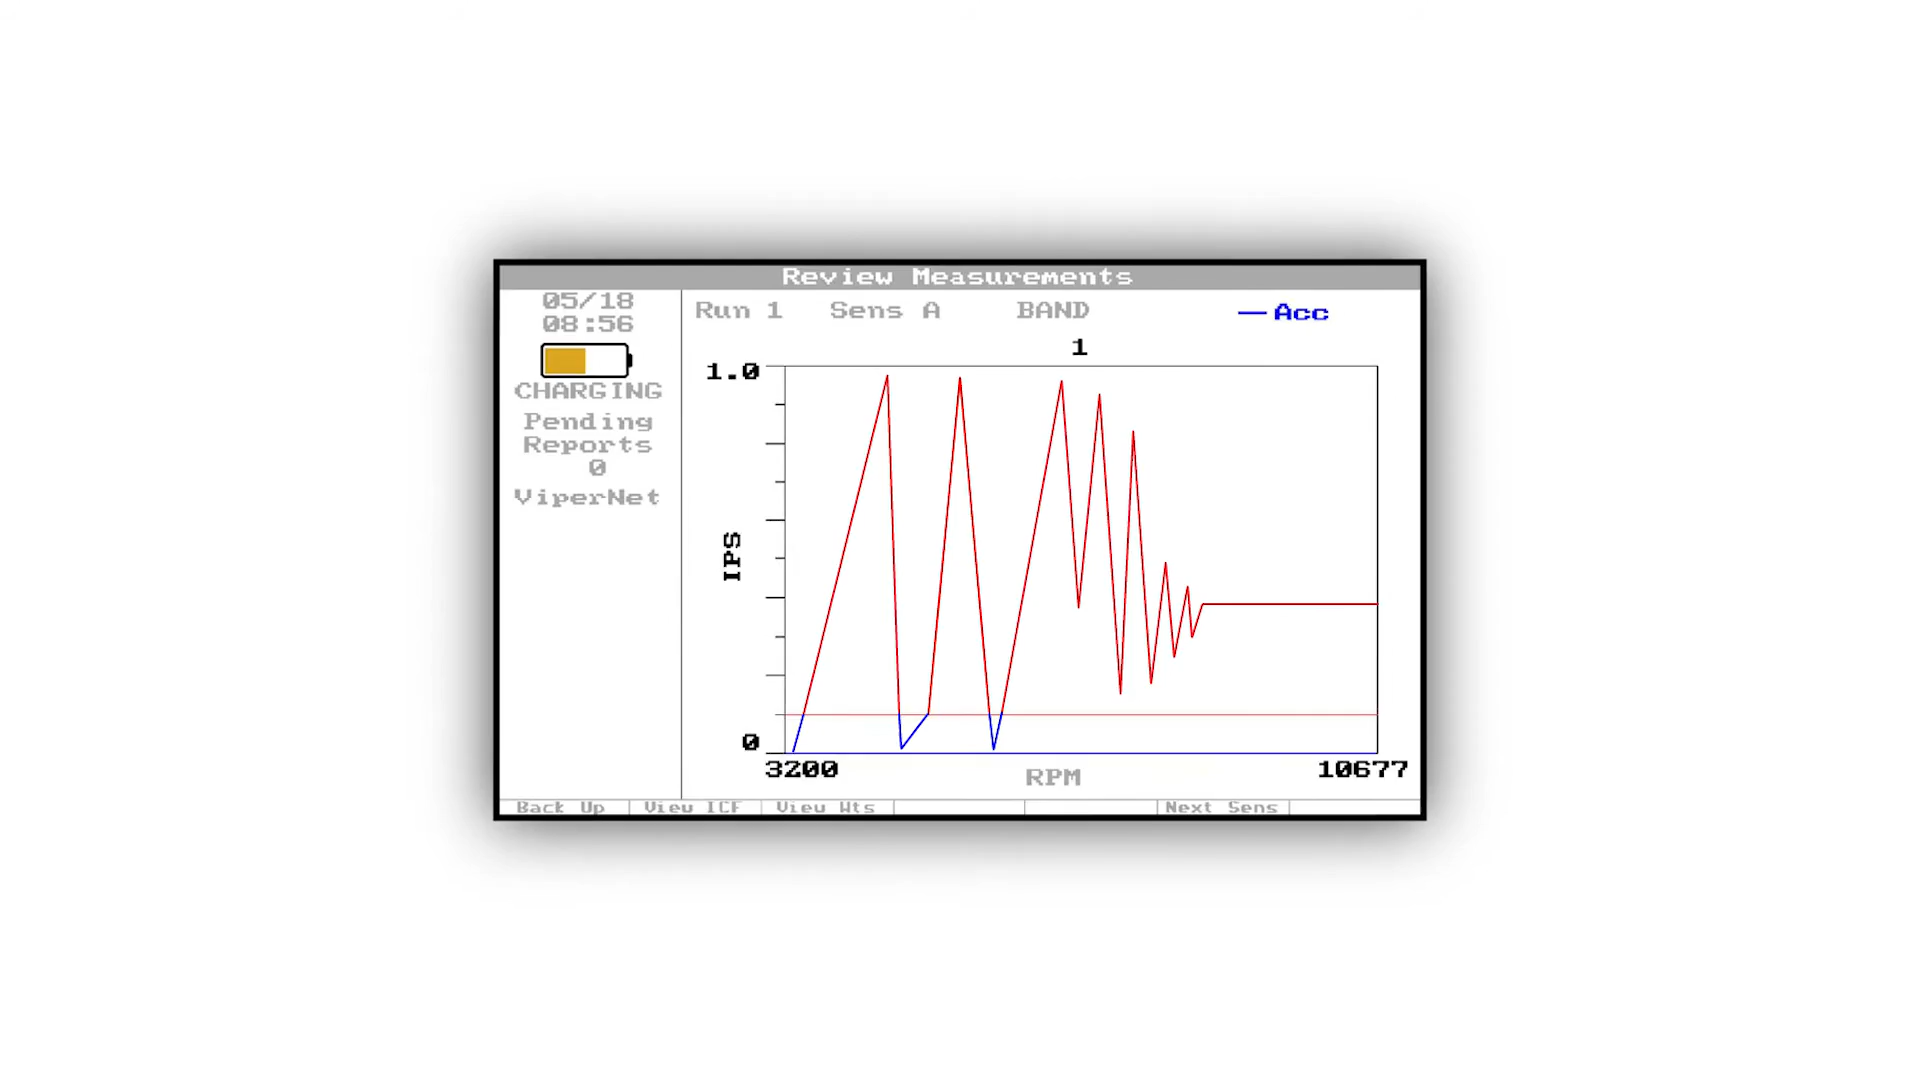 Review Measurements
05/18
08:56
CHARGING
Pending
Reports
0
ViperNet
Run 1 Sens A BAND Acc
1
1.0
IPS
0
3200 RPM 10677
Back Up View ICF View Wts Next Sens